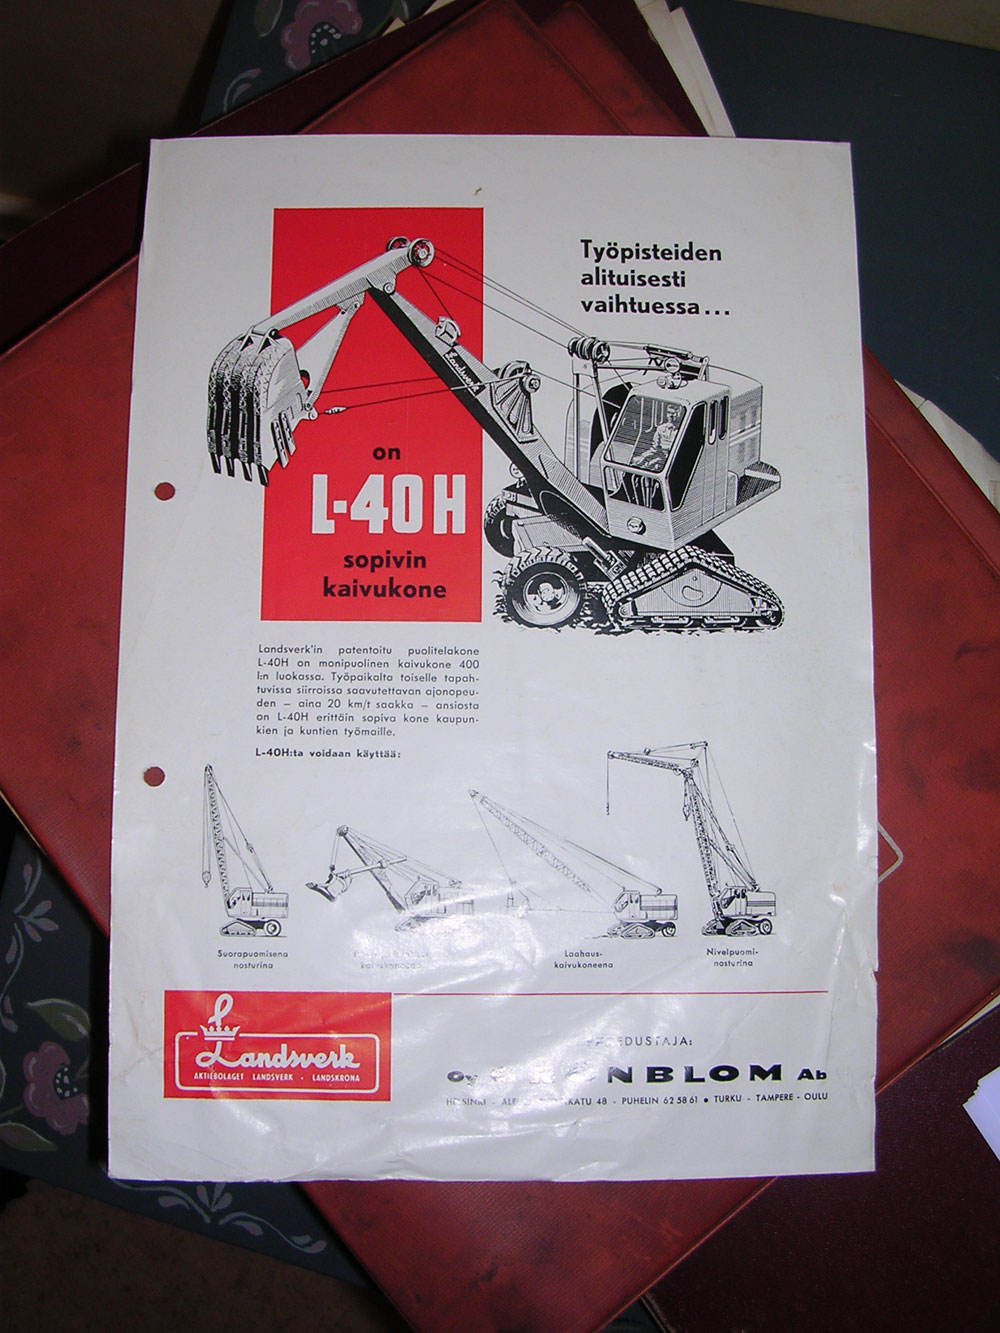 Työpisteiden
alituisesti
vaihtuessa...
Landsverk
on
L-40H
sopivin
kaivukone
Landsverk'in patentoitu puolitelakone
L-40H on monipuolinen kaivukone 400
l:n luokassa. Työpaikalta toiselle tapah-
tuvissa siirroissa saavutettavan ajonopeu-
den – aina 20 km/t saakka – ansiosta
on L-40H erittäin sopiva kone kaupun-
kien ja kuntien työmaille.
L-40H:ta voidaan käyttää:
Suorapuomisena
nosturina
Laahaus-
kaivukoneena
Nivelpuomi-
nosturina
L
Landsverk
AKTIEBOLAGET LANDSVERK - LANDSKRONA
Oy Ab
HELSINKI - 48 - PUHELIN 62 58 61 • TURKU - TAMPERE - OULU